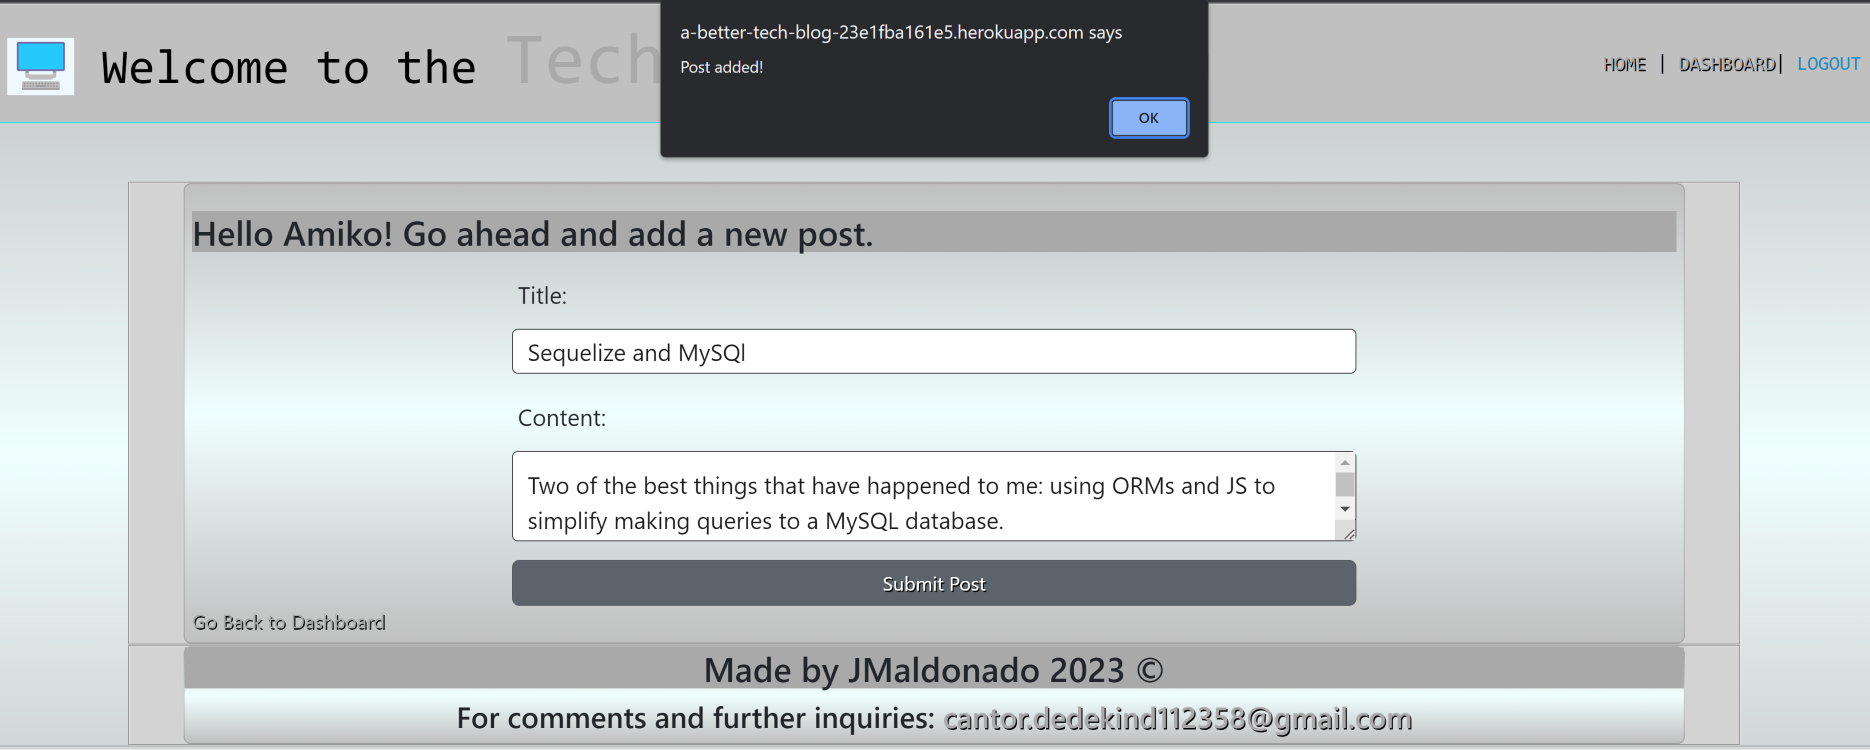 a-better-tech-blog-23e1fba161e5.herokuapp.com says
Post added!
OK
Welcome to the Tech
HOME | DASHBOARD| LOGOUT
Hello Amiko! Go ahead and add a new post.
Title:
Sequelize and MySQl
Content:
Two of the best things that have happened to me: using ORMs and JS to
simplify making queries to a MySQL database.
Submit Post
Go Back to Dashboard
Made by JMaldonado 2023 ©
For comments and further inquiries: cantor.dedekind112358@gmail.com